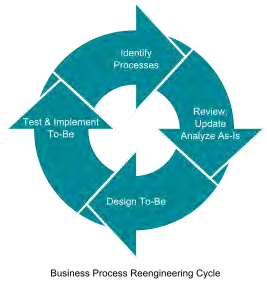 Identify
Processes
Review,
Update
Analyze As-Is
Design To-Be
Test & Implement
To-Be
Business Process Reengineering Cycle